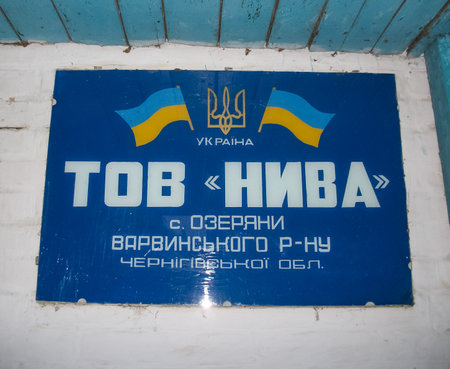 УКРАЇНА
ТОВ «НИВА»
с. ОЗЕРЯНИ
ВАРВИНСЬКОГО Р-НУ
ЧЕРНІГІВСЬКОЇ ОБЛ.